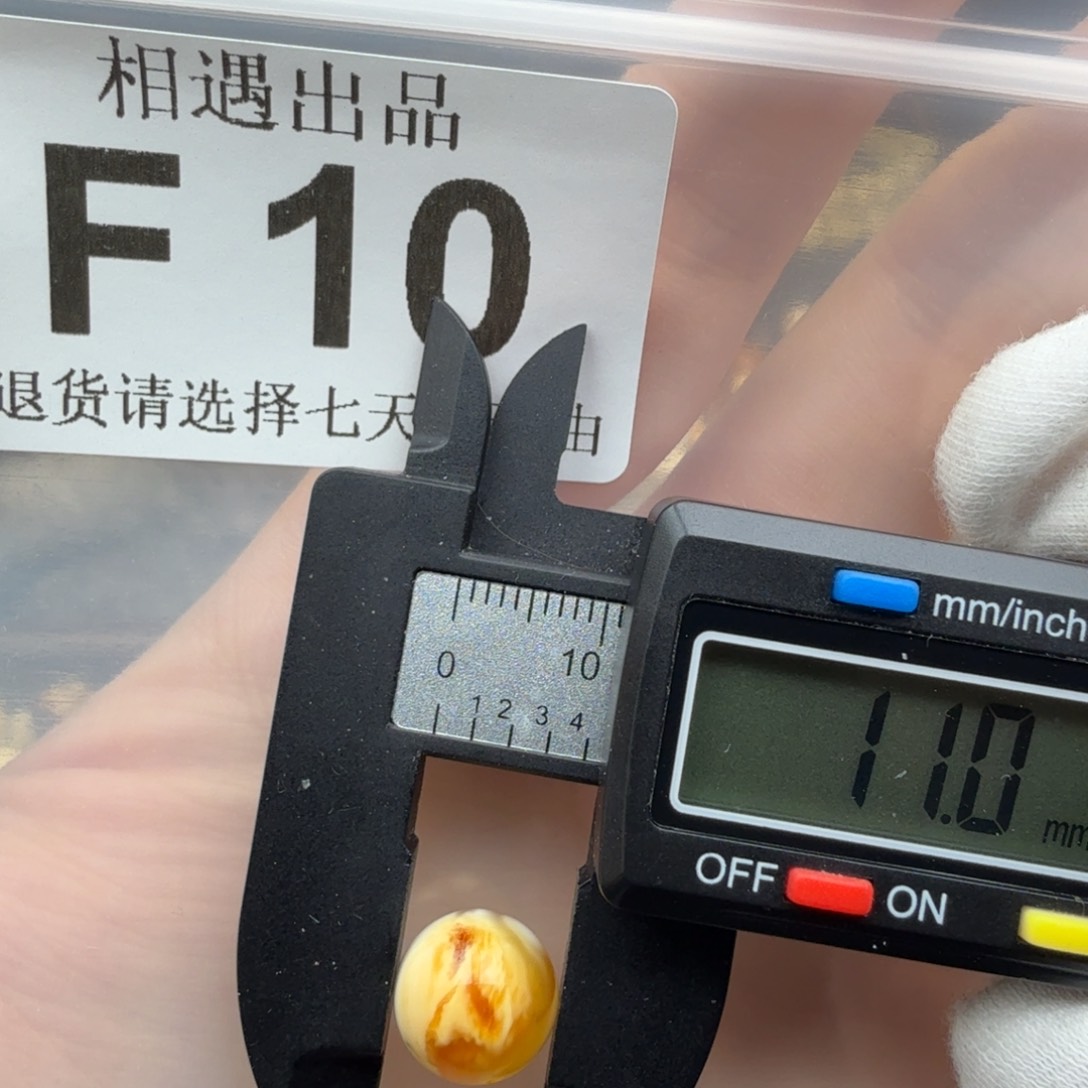 相遇出品
F 10
退货请选择七天 由
mm/inch
0 10
1 2 3 4
11.0 mm
OFF ON